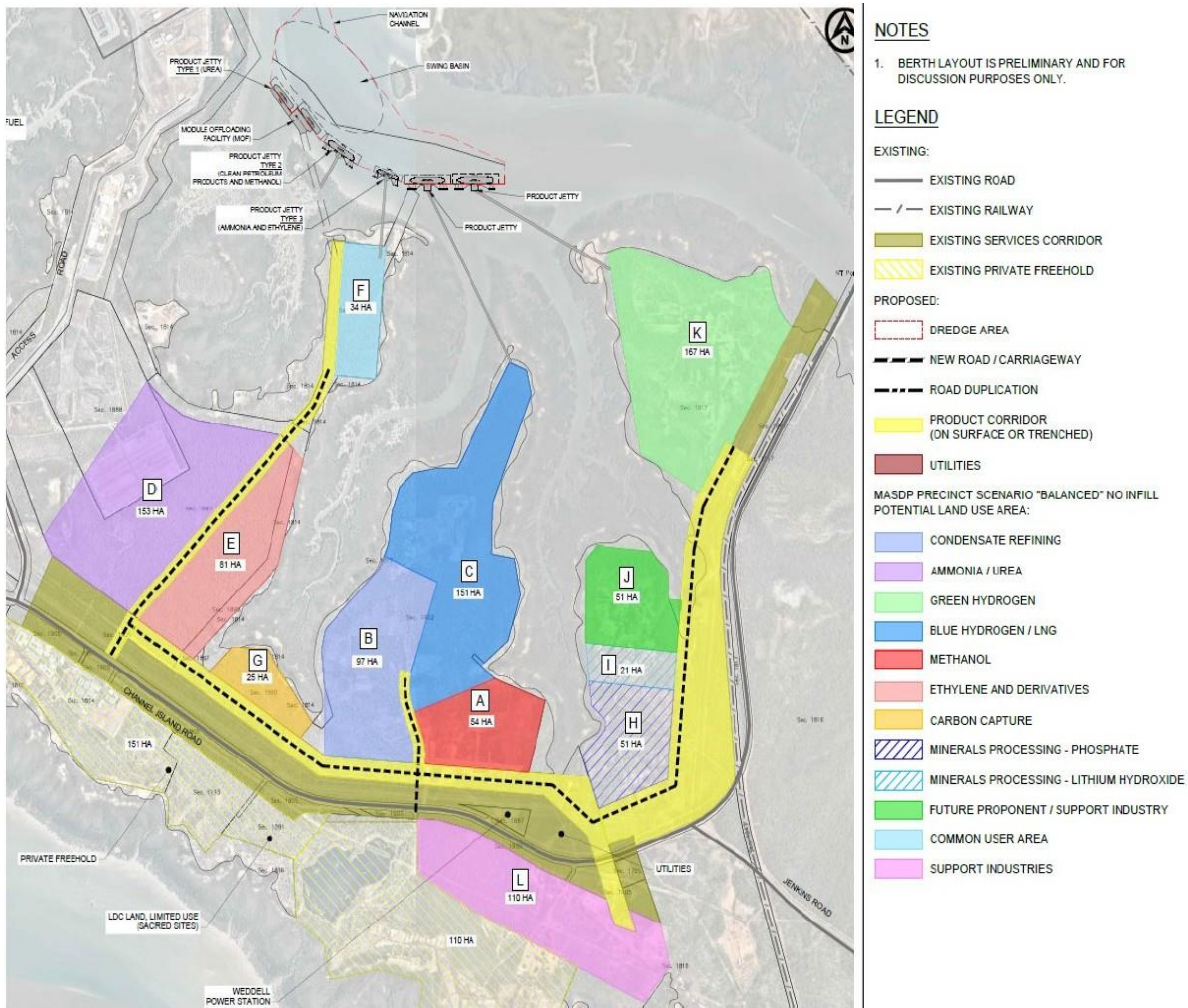 NAVIGATION
CHANNEL
SWING BASIN
N
PRODUCT JETTY
TYPE 1 (UREA)
FUEL
MODULE OFFLOADING
FACILITY (MOF)
PRODUCT JETTY
TYPE 2
(CLEAN PETROLEUM
PRODUCTS AND METHANOL)
PRODUCT JETTY
TYPE 3
(AMMONIA AND ETHYLENE)
PRODUCT JETTY
PRODUCT JETTY
ROAD
ACCESS
F
34 HA
K
167 HA
D
153 HA
E
81 HA
C
151 HA
J
51 HA
B
97 HA
G
25 HA
I
21 HA
A
54 HA
H
51 HA
CHANNEL ISLAND ROAD
151 HA
PRIVATE FREEHOLD
LDC LAND, LIMITED USE
(SACRED SITES)
UTILITIES
L
110 HA
110 HA
JENKINS ROAD
WEDDELL
POWER STATION
NOTES
1. BERTH LAYOUT IS PRELIMINARY AND FOR
DISCUSSION PURPOSES ONLY.
LEGEND
EXISTING:
EXISTING ROAD
EXISTING RAILWAY
EXISTING SERVICES CORRIDOR
EXISTING PRIVATE FREEHOLD
PROPOSED:
DREDGE AREA
NEW ROAD / CARRIAGEWAY
ROAD DUPLICATION
PRODUCT CORRIDOR
(ON SURFACE OR TRENCHED)
UTILITIES
MASDP PRECINCT SCENARIO "BALANCED" NO INFILL
POTENTIAL LAND USE AREA:
CONDENSATE REFINING
AMMONIA / UREA
GREEN HYDROGEN
BLUE HYDROGEN / LNG
METHANOL
ETHYLENE AND DERIVATIVES
CARBON CAPTURE
MINERALS PROCESSING - PHOSPHATE
MINERALS PROCESSING - LITHIUM HYDROXIDE
FUTURE PROPONENT / SUPPORT INDUSTRY
COMMON USER AREA
SUPPORT INDUSTRIES